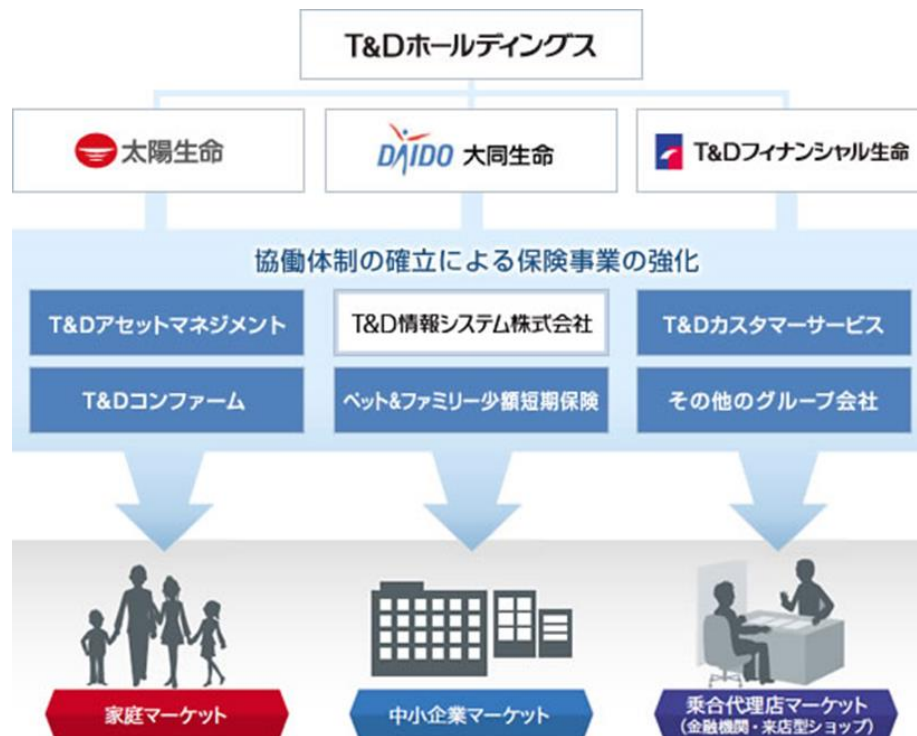 T&Dホールディングス
太陽生命
DAIDO 大同生命
T&Dフィナンシャル生命
協働体制の確立による保険事業の強化
T&Dアセットマネジメント
T&D情報システム株式会社
T&Dカスタマーサービス
T&Dコンファーム
ペット&ファミリー少額短期保険
その他のグループ会社
家庭マーケット
中小企業マーケット
乗合代理店マーケット
(金融機関・来店型ショップ)